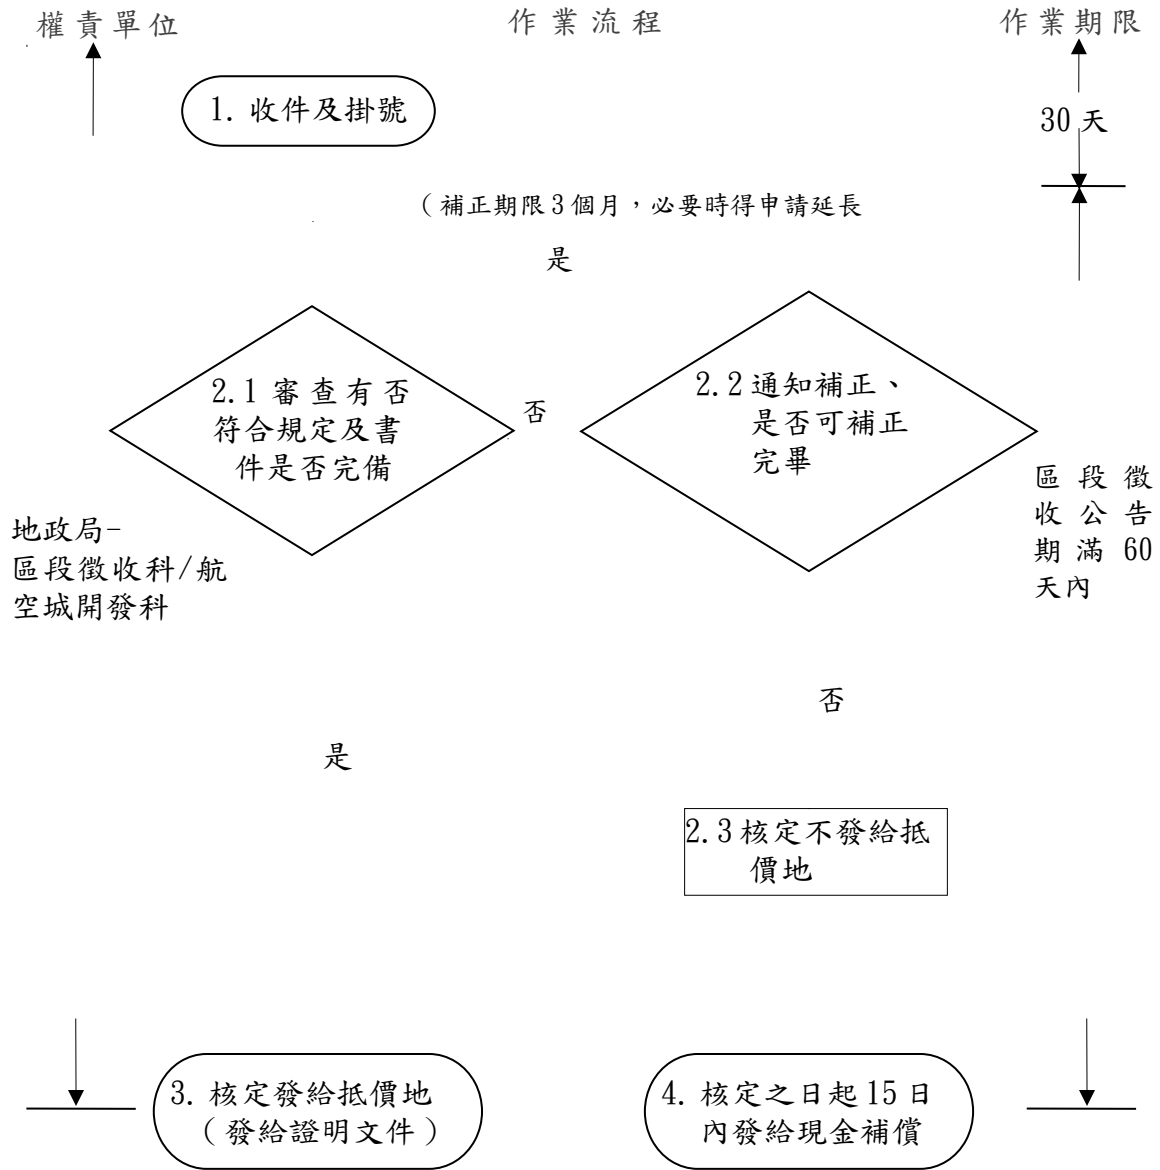 權責單位
作業流程
作業期限
1. 收件及掛號
30天
（補正期限3個月，必要時得申請延長
是
2.1 審查有否
符合規定及書
件是否完備
否
2.2通知補正、
是否可補正
完畢
地政局-
區段徵收科/航
空城開發科
區段徵
收公告
期滿 60
天內
否
是
2.3核定不發給抵
價地
3. 核定發給抵價地
（發給證明文件）
4. 核定之日起15日
內發給現金補償